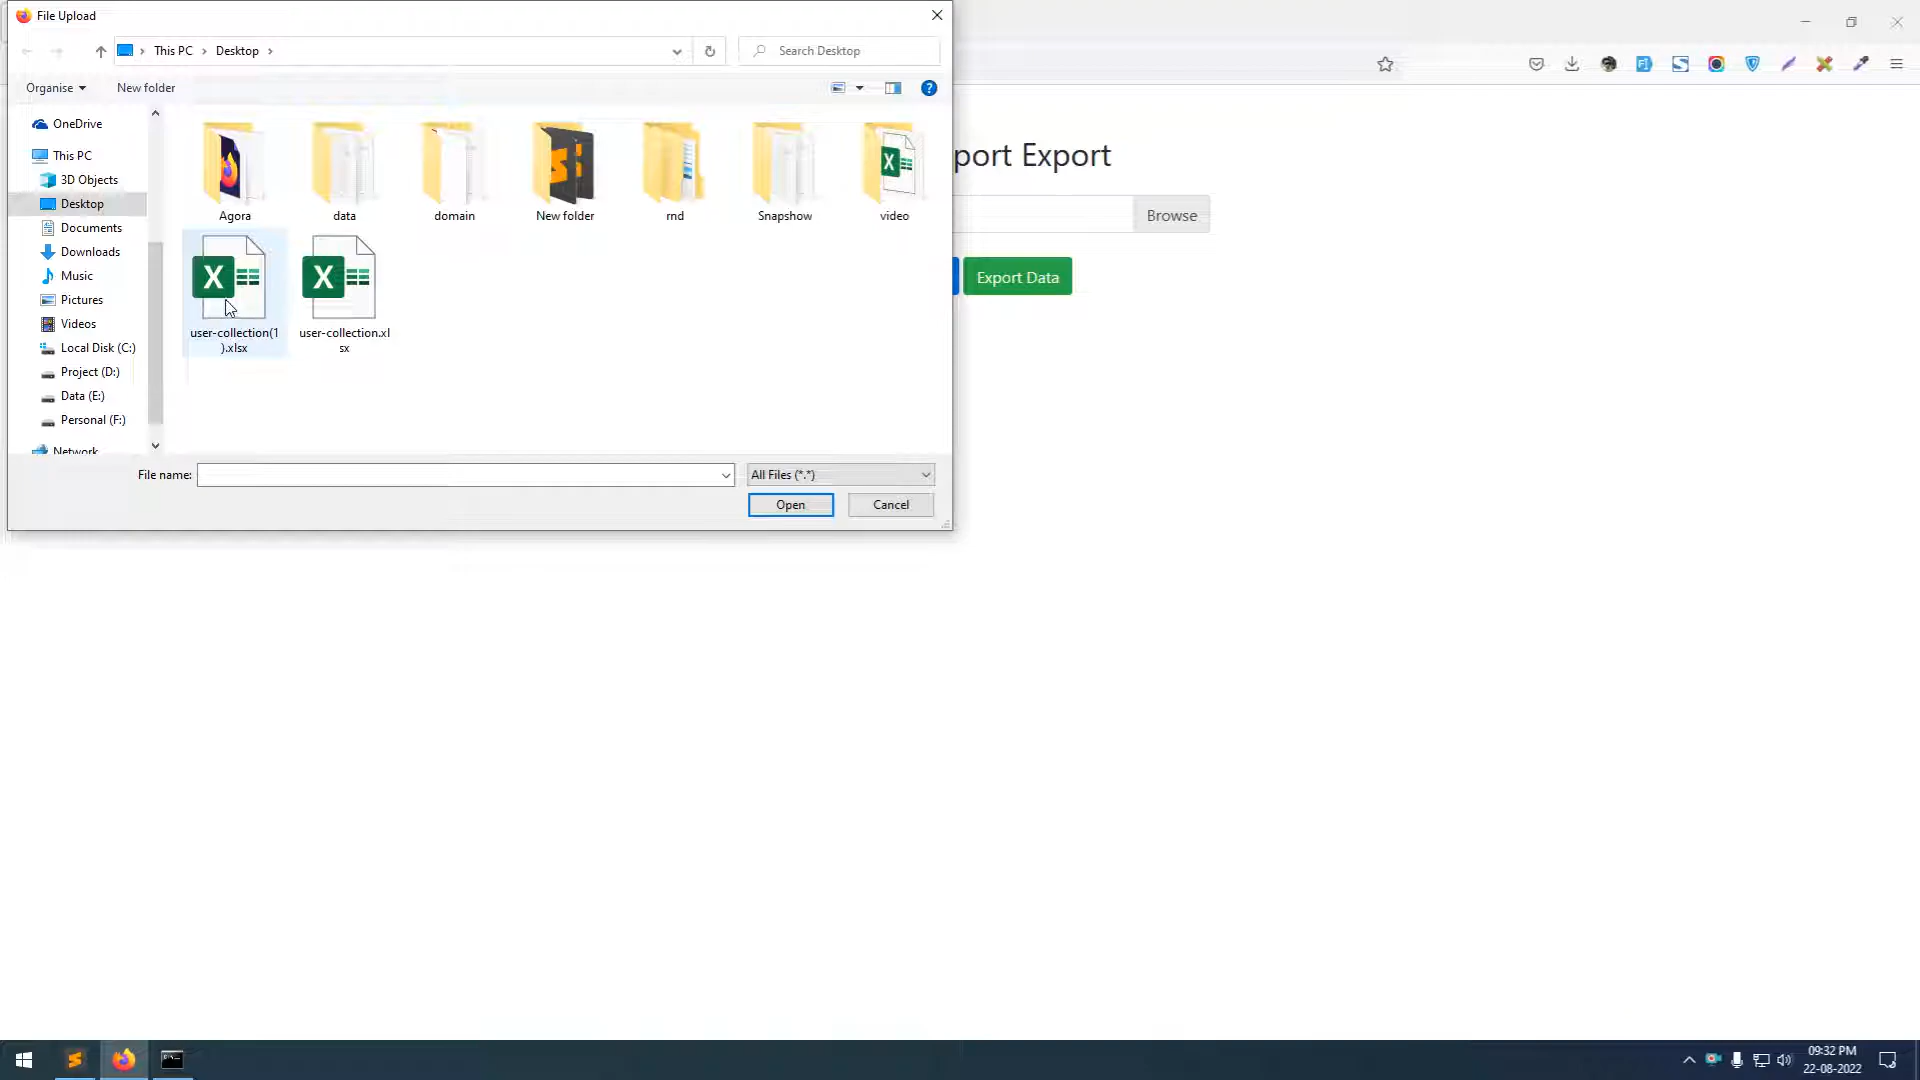 File Upload
This PC
Desktop
Search Desktop
Organise
New folder
OneDrive
This PC
3D Objects
Desktop
Documents
Downloads
Music
Pictures
Videos
Local Disk (C:)
Project (D:)
Data (E:)
Personal (F:)
Network
Agora
data
domain
New folder
rnd
Snapshow
video
user-collection(1
).xlsx
user-collection.xl
sx
File name:
All Files (*.*)
Open
Cancel
port Export
Browse
Export Data
09:32 PM
22-08-2022